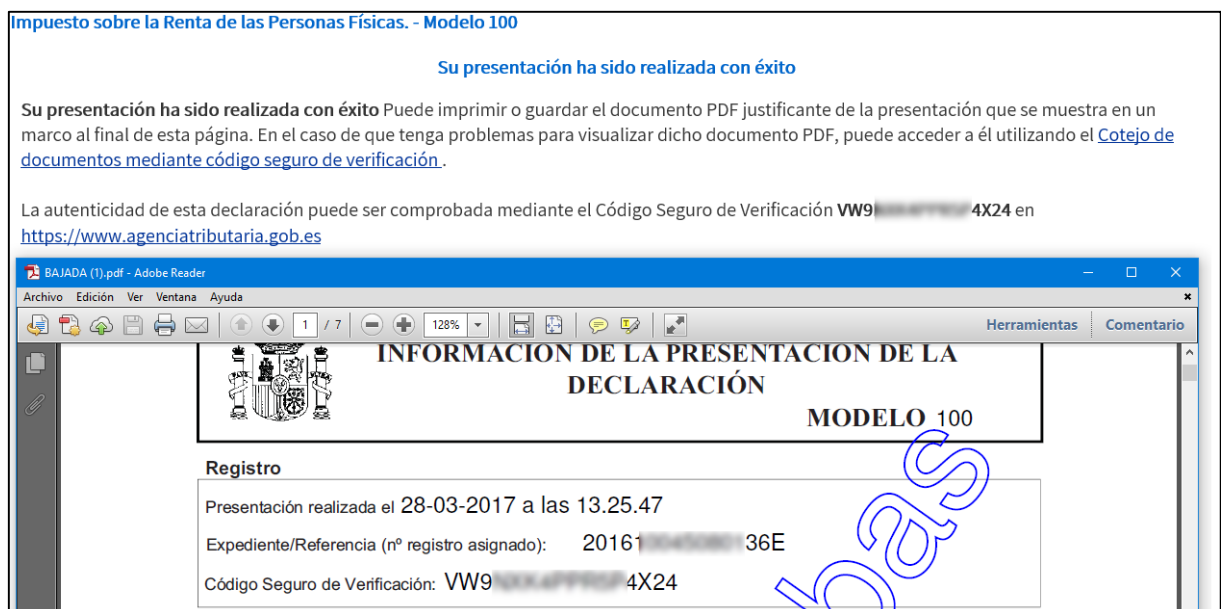 Impuesto sobre la Renta de las Personas Físicas. - Modelo 100
Su presentación ha sido realizada con éxito
Su presentación ha sido realizada con éxito Puede imprimir o guardar el documento PDF justificante de la presentación que se muestra en un
marco al final de esta página. En el caso de que tenga problemas para visualizar dicho documento PDF, puede acceder a él utilizando el Cotejo de
documentos mediante código seguro de verificación .
La autenticidad de esta declaración puede ser comprobada mediante el Código Seguro de Verificación VW9 4X24 en
https://www.agenciatributaria.gob.es
BAJADA (1).pdf - Adobe Reader
Archivo Edición Ver Ventana Ayuda
1 / 7 128% Herramientas Comentario
INFORMACIÓN DE LA PRESENTACIÓN DE LA
DECLARACIÓN
MODELO 100
Registro
Presentación realizada el 28-03-2017 a las 13.25.47
Expediente/Referencia (nº registro asignado): 2016 36E
Código Seguro de Verificación: VW9 4X24
bas